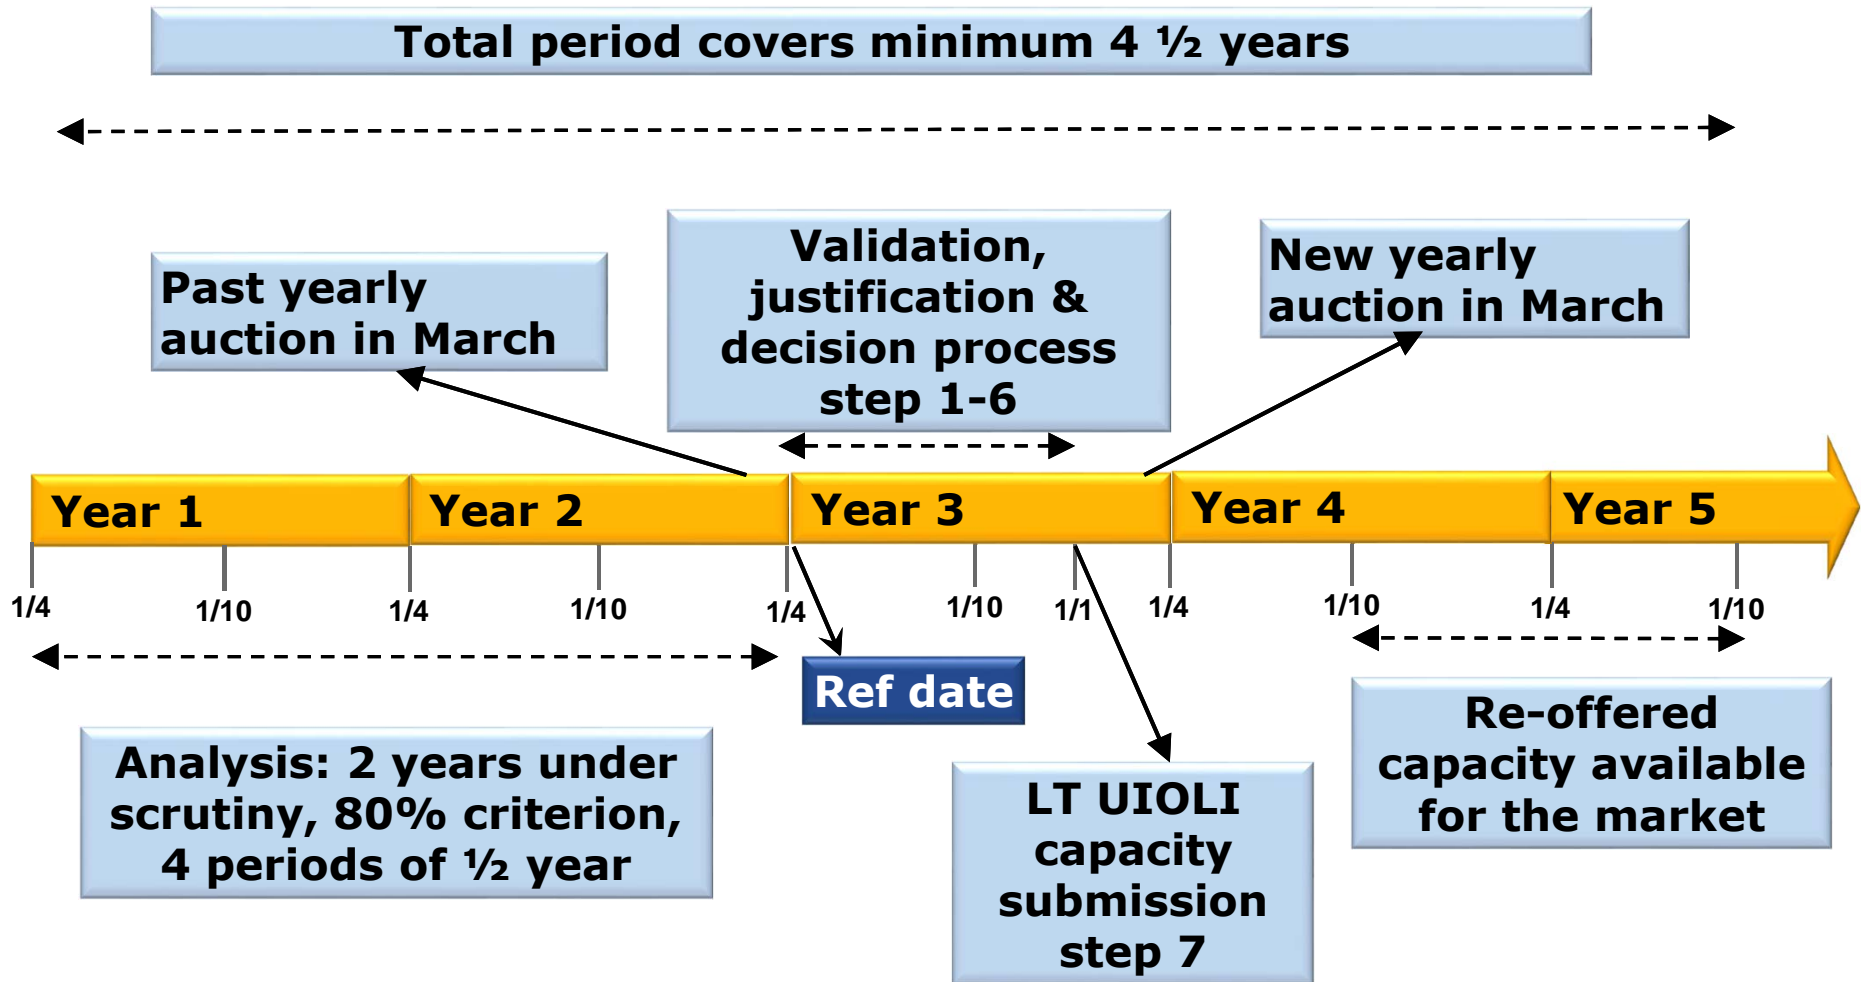 Total period covers minimum 4 ½ years
Past yearly
auction in March
Validation,
justification &
decision process
step 1-6
New yearly
auction in March
Year 1
Year 2
Year 3
Year 4
Year 5
1/4
1/10
1/4
1/10
1/4
1/10
1/1
1/4
1/10
1/4
1/10
Ref date
Analysis: 2 years under
scrutiny, 80% criterion,
4 periods of ½ year
LT UIOLI
capacity
submission
step 7
Re-offered
capacity available
for the market